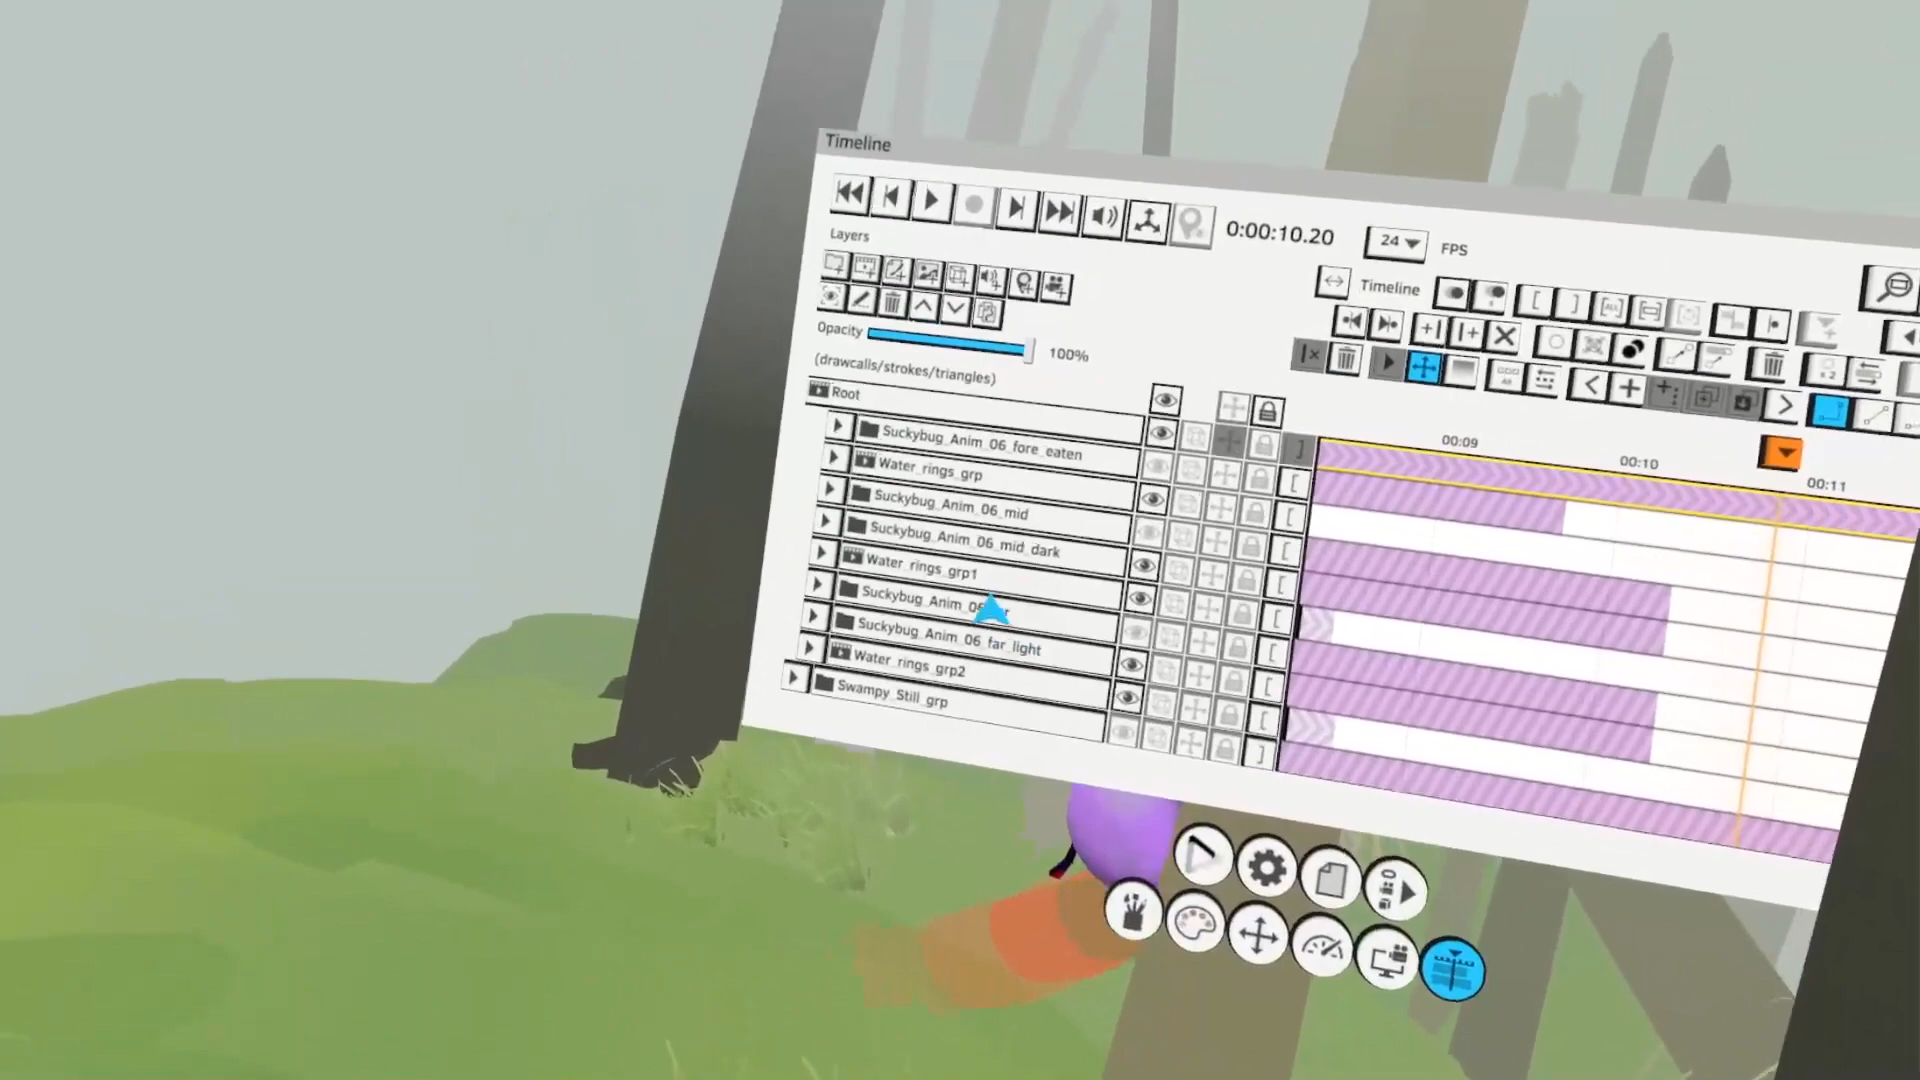 Timeline
0:00:10.20
24
FPS
Layers
Timeline
Opacity
100%
(drawcalls/strokes/triangles)
Root
00:09
00:10
00:11
Suckybug_Anim_06_fore_eaten
Water_rings_grp
Suckybug_Anim_06_mid
Suckybug_Anim_06_mid_dark
Water_rings_grp1
Suckybug_Anim_06
Suckybug_Anim_06_far_light
Water_rings_grp2
Swampy_Still_grp